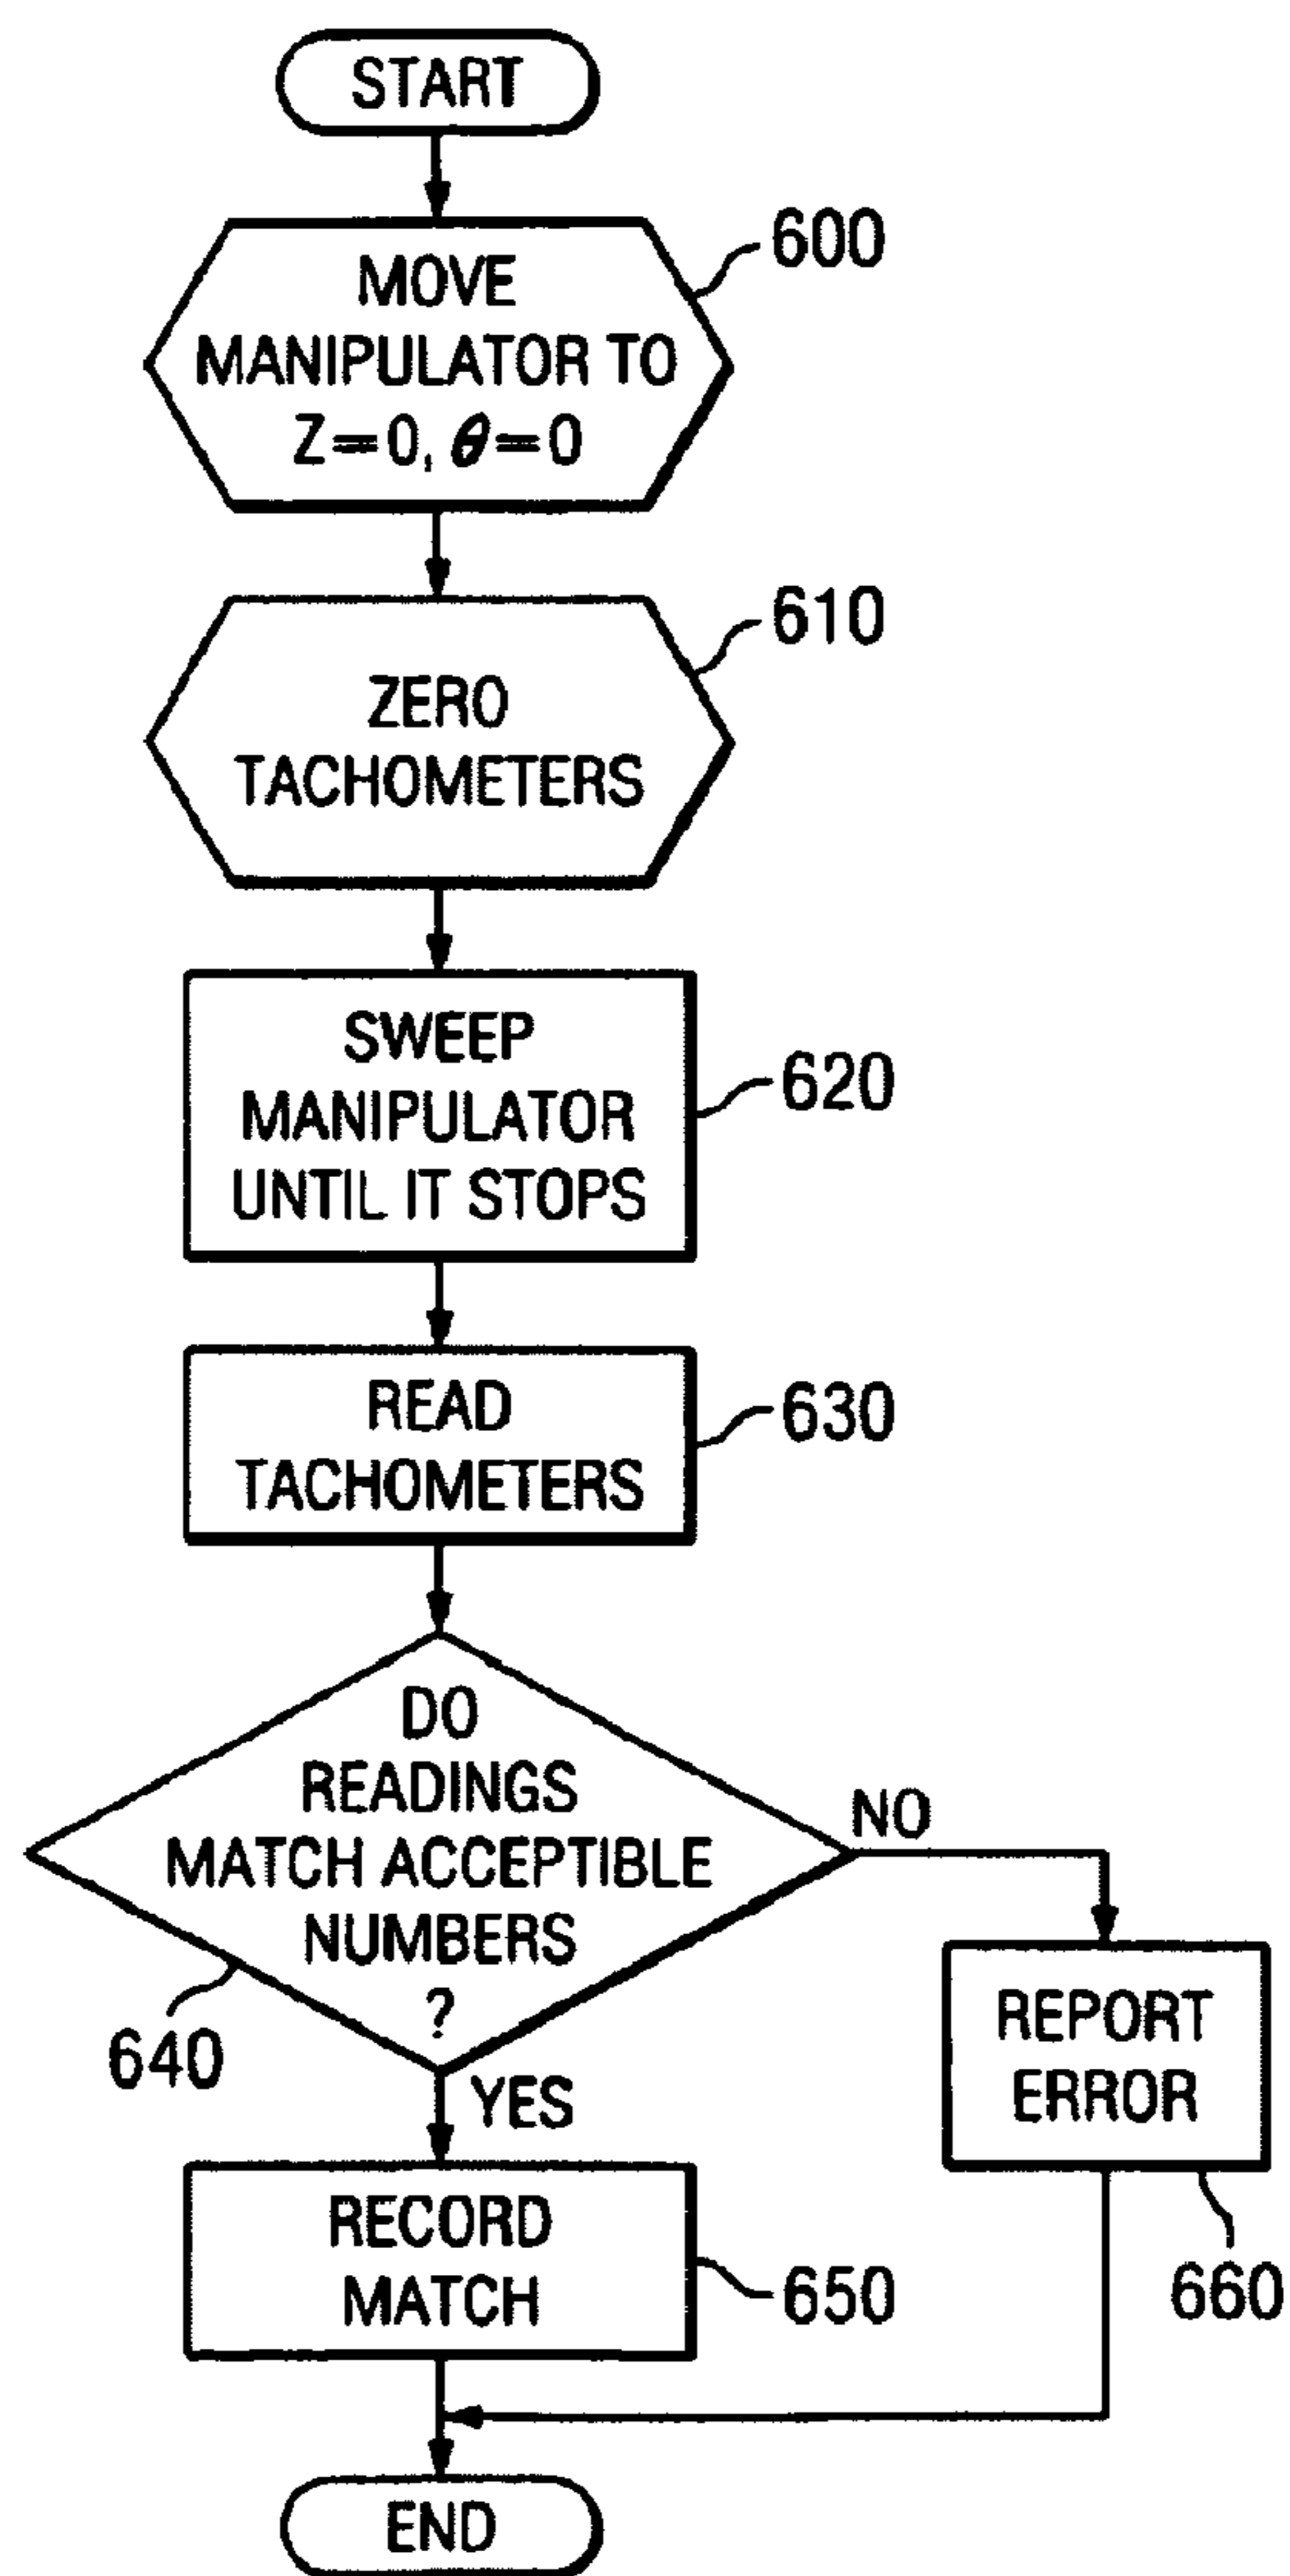 START
MOVE
MANIPULATOR TO
Z=0, θ=0
600
ZERO
TACHOMETERS
610
SWEEP
MANIPULATOR
UNTIL IT STOPS
620
READ
TACHOMETERS
630
DO
READINGS
MATCH ACCEPTIBLE
NUMBERS
?
640
NO
YES
REPORT
ERROR
660
RECORD
MATCH
650
END